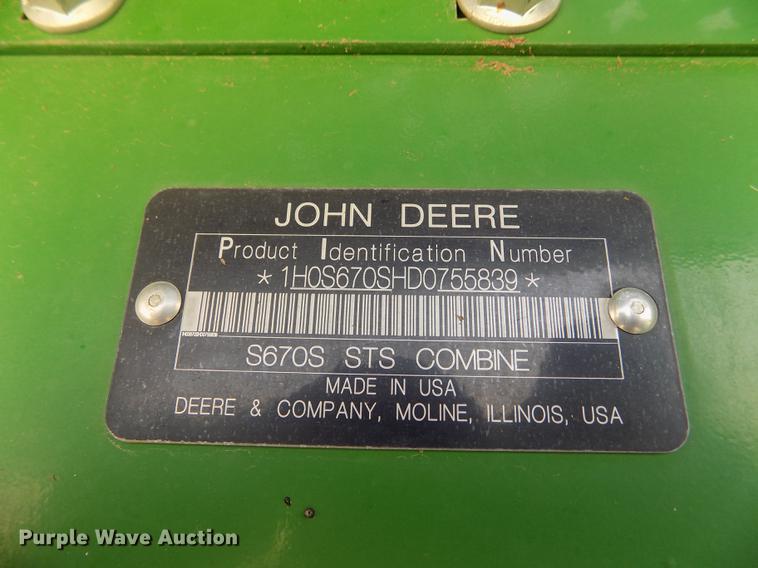 JOHN DEERE
Product Identification Number
*1H0S670SHD0755839*
S670S STS COMBINE
MADE IN USA
DEERE & COMPANY, MOLINE, ILLINOIS, USA
Purple Wave Auction